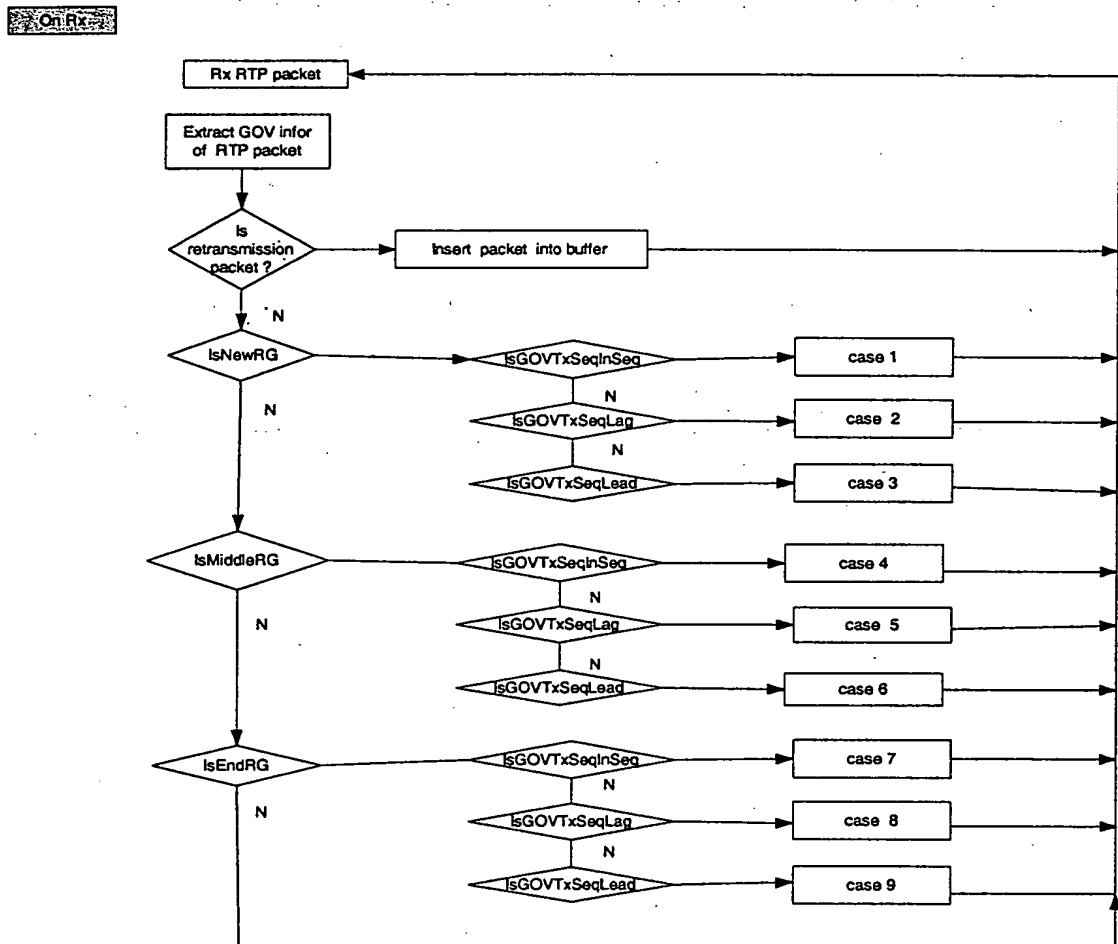 On Rx
Rx RTP packet
Extract GOV infor
of RTP packet
Is
retransmission
packet ?
Insert packet into buffer
N
IsNewRG
IsGOVTxSeqInSeq
case 1
N
N
IsGOVTxSeqLag
case 2
N
IsGOVTxSeqLead
case 3
IsMiddleRG
IsGOVTxSeqInSeq
case 4
N
N
IsGOVTxSeqLag
case 5
N
IsGOVTxSeqLead
case 6
IsEndRG
IsGOVTxSeqInSeq
case 7
N
N
IsGOVTxSeqLag
case 8
N
IsGOVTxSeqLead
case 9